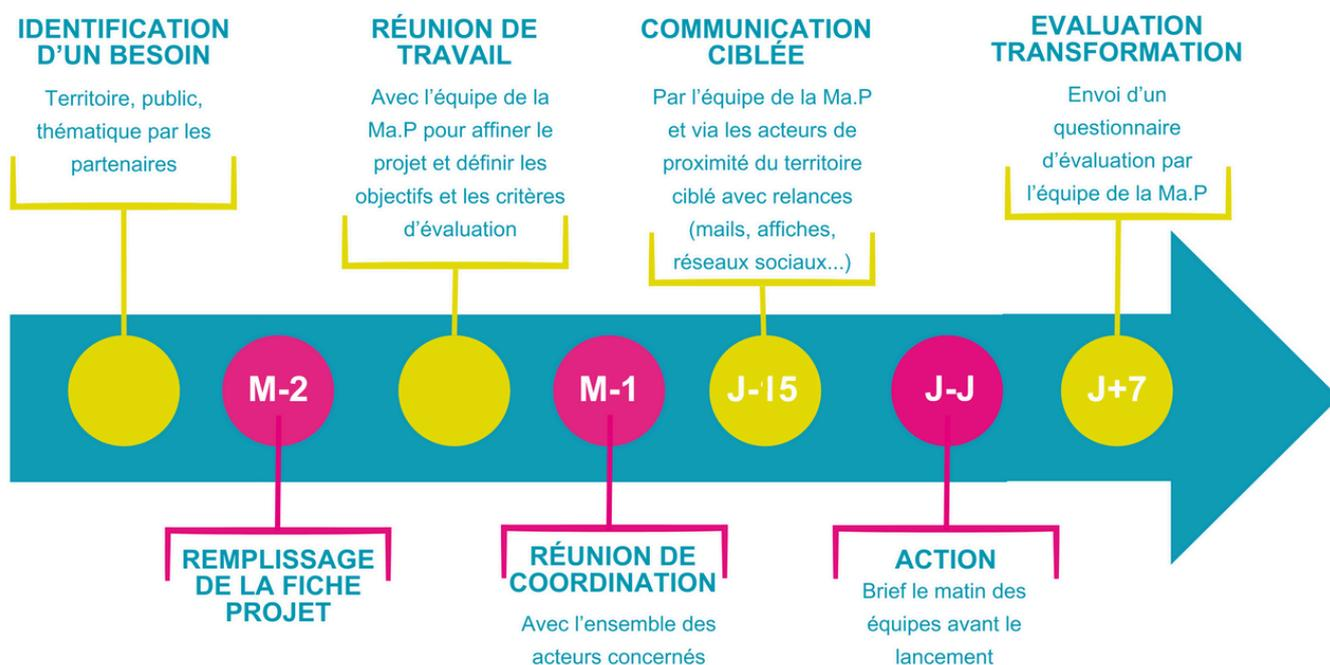 IDENTIFICATION
D'UN BESOIN
Territoire, public,
thématique par les
partenaires
RÉUNION DE
TRAVAIL
Avec l'équipe de la
Ma.P pour affiner le
projet et définir les
objectifs et les critères
d'évaluation
COMMUNICATION
CIBLÉE
Par l'équipe de la Ma.P
et via les acteurs de
proximité du territoire
ciblé avec relances
(mails, affiches,
réseaux sociaux...)
EVALUATION
TRANSFORMATION
Envoi d'un
questionnaire
d'évaluation par
l'équipe de la Ma.P
M-2
M-1
J-15
J-J
J+7
REMPLISSAGE
DE LA FICHE
PROJET
RÉUNION DE
COORDINATION
Avec l'ensemble des
acteurs concernés
ACTION
Brief le matin des
équipes avant le
lancement